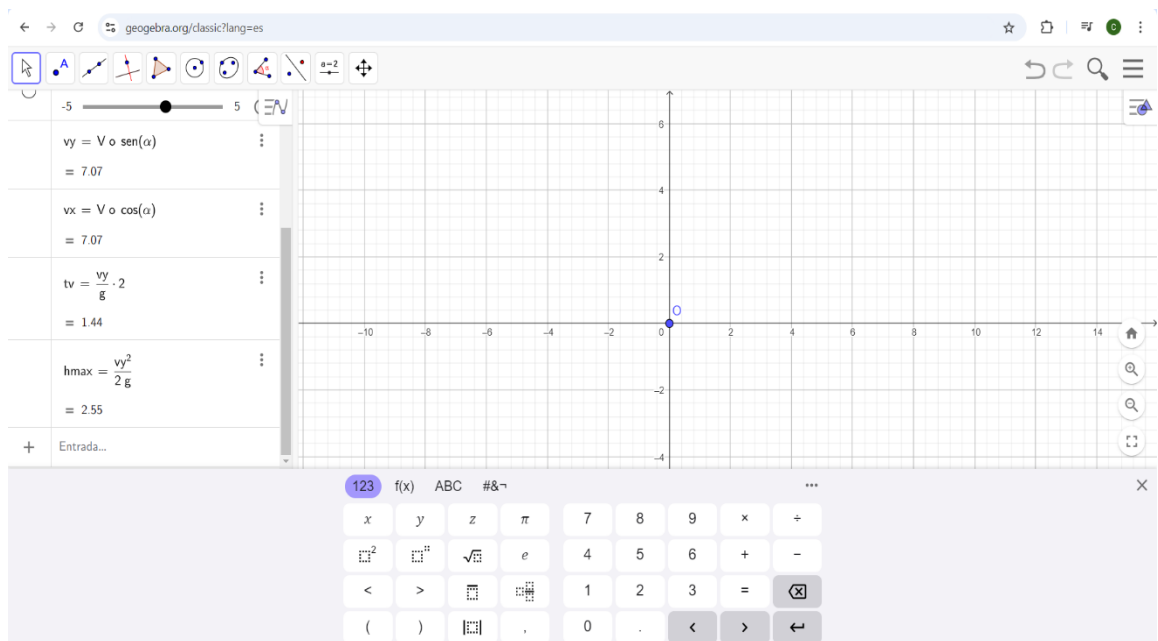 geogebra.org/classic?lang=es
C
A
a=2
-5 5
vy = V o sen(α)
= 7.07
vx = V o cos(α)
= 7.07
tv = vy/g · 2
= 1.44
hmax = vy²/2 g
= 2.55
+ Entrada...
6
4
2
O
-10 -8 -6 -4 -2 0 2 4 6 8 10 12 14
-2
-4
123 f(x) ABC #&¬
x y z π 7 8 9 × ÷
² √ e 4 5 6 + −
< > 1 2 3 =
( ) | | , 0 . < >